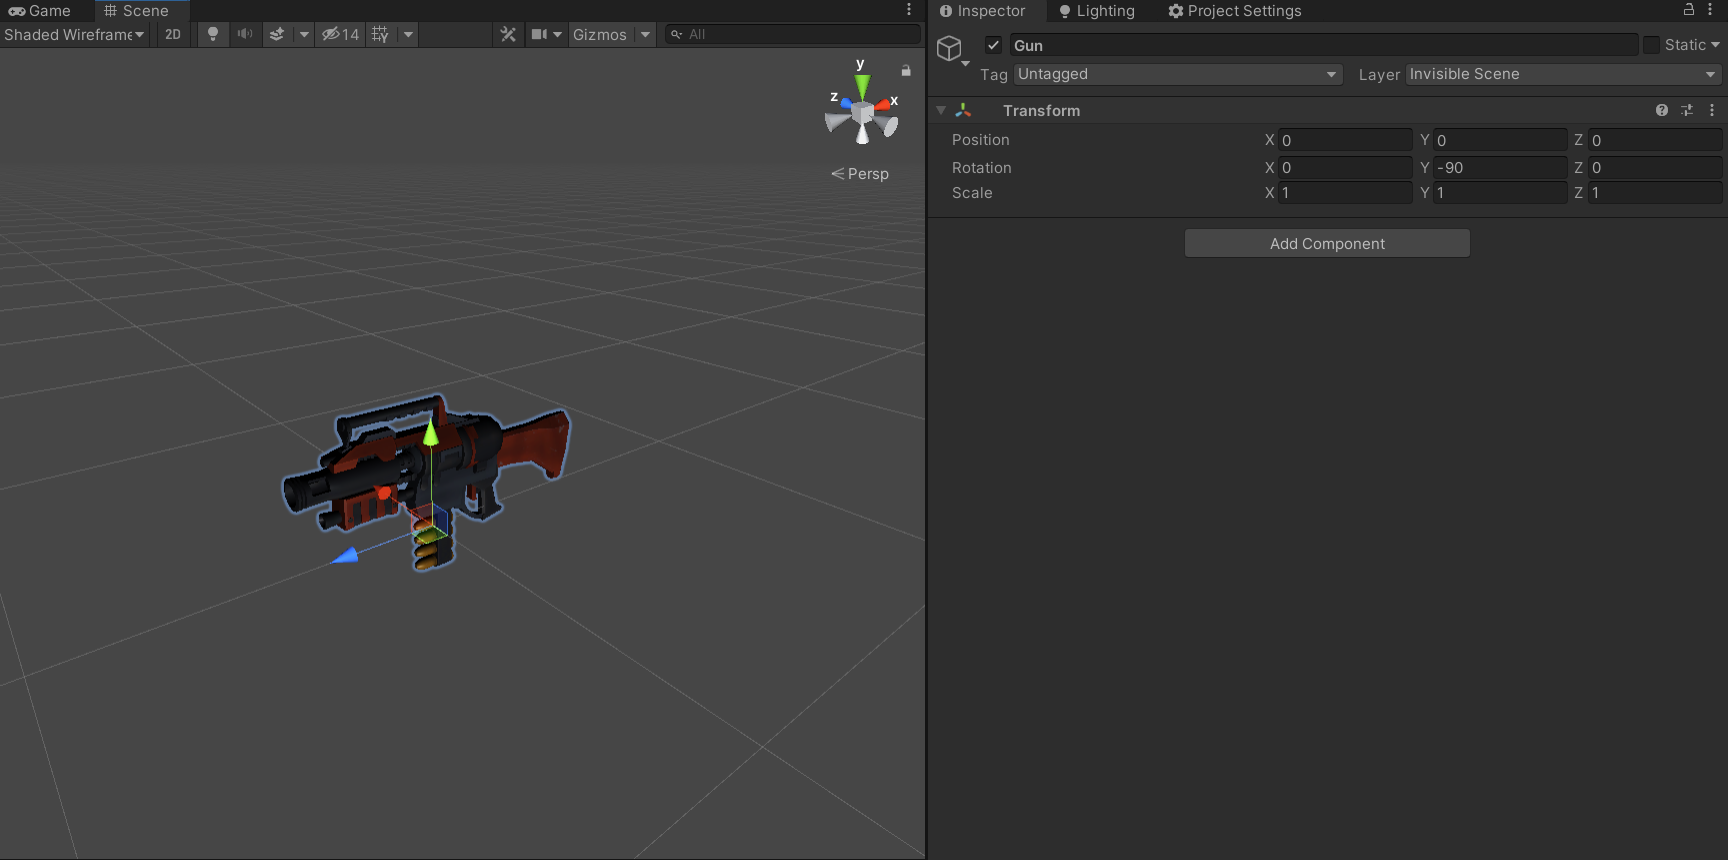 Game Scene
Shaded Wireframe 2D 14 Gizmos All
y
z x
Persp
Inspector Lighting Project Settings
Gun Static
Tag Untagged Layer Invisible Scene
Transform
Position X 0 Y 0 Z 0
Rotation X 0 Y -90 Z 0
Scale X 1 Y 1 Z 1
Add Component